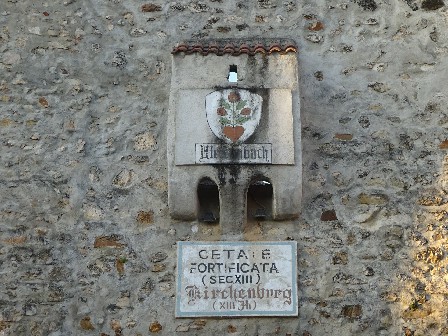 CETATE
FORTIFICATA
(SEC XIII)
Kirchenburg
(XIII Jh)